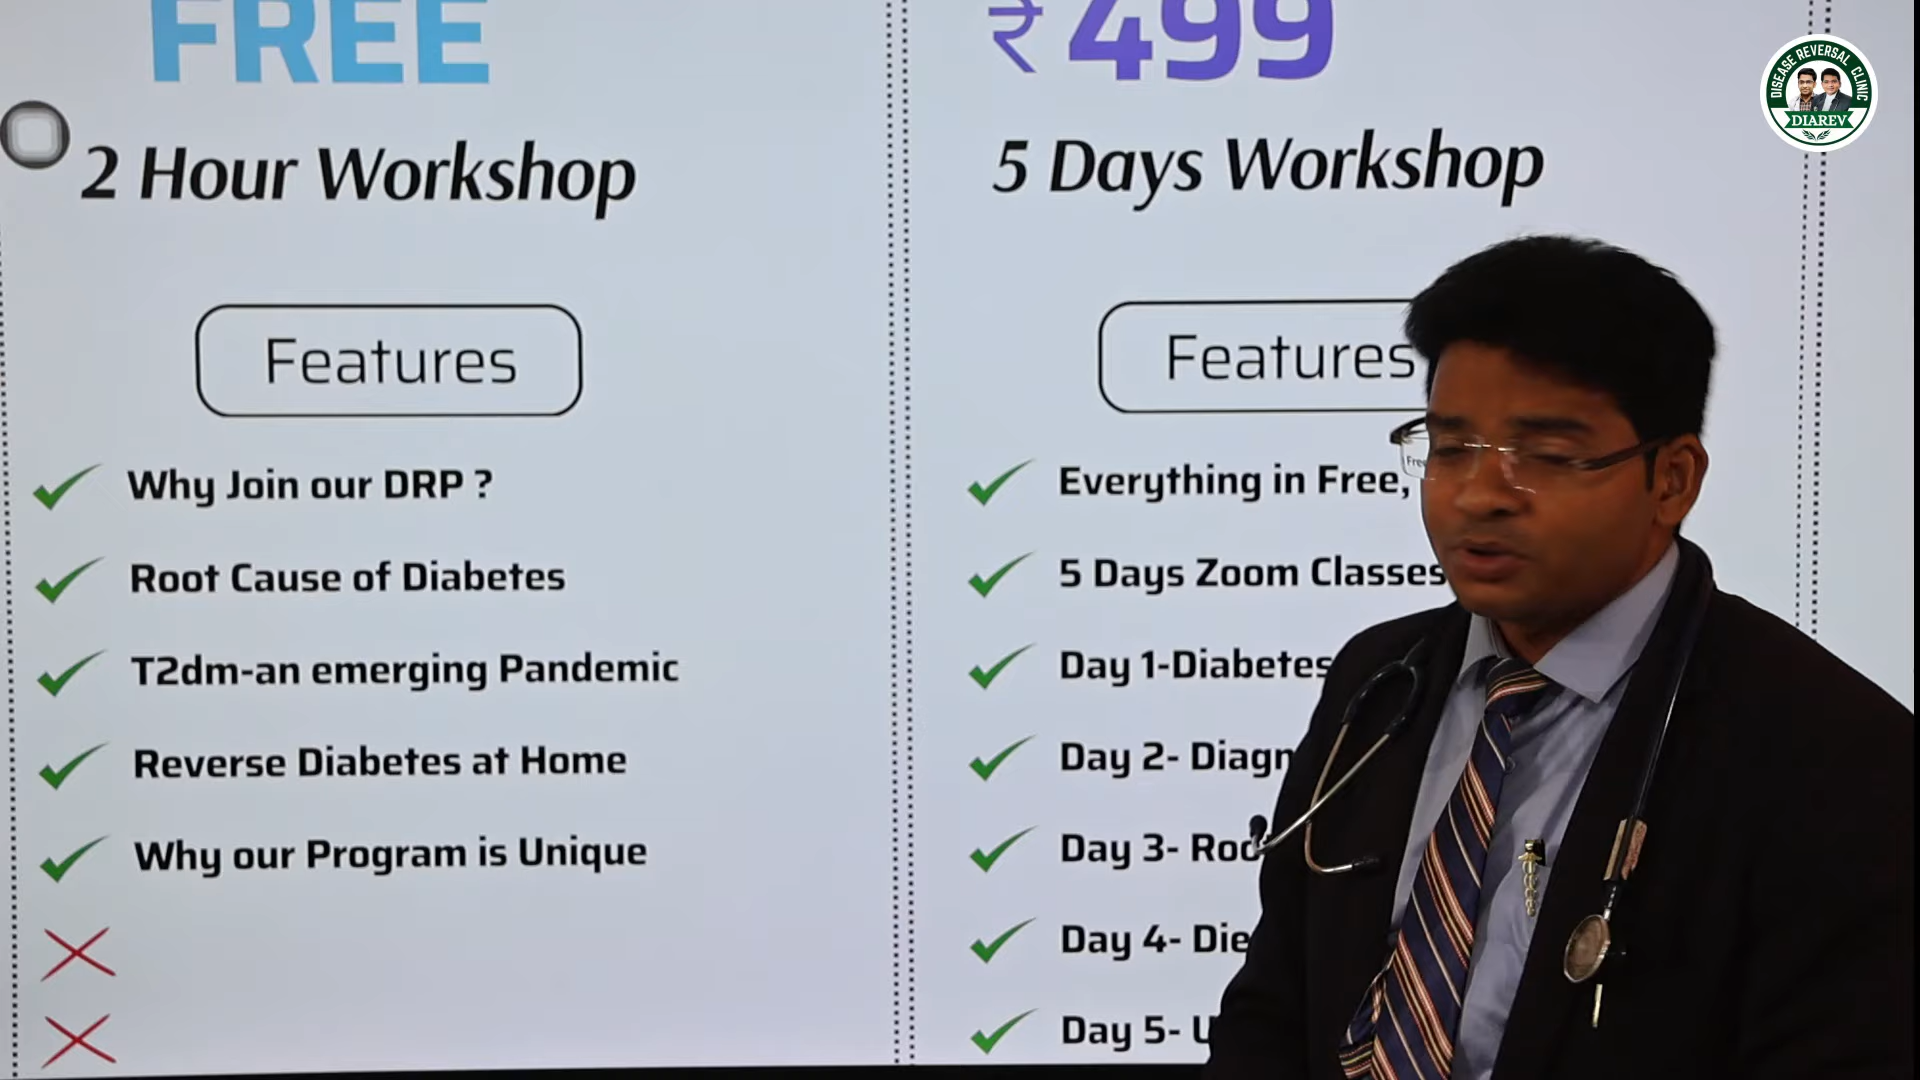 FREE
2 Hour Workshop
Features
Why Join our DRP ?
Root Cause of Diabetes
T2dm-an emerging Pandemic
Reverse Diabetes at Home
Why our Program is Unique
₹499
5 Days Workshop
Features
Everything in Free,
5 Days Zoom Classes
Day 1-Diabetes
Day 2- Diagn
Day 3- Roo
Day 4- Die
Day 5- U
DISEASE REVERSAL CLINIC
DIAREV